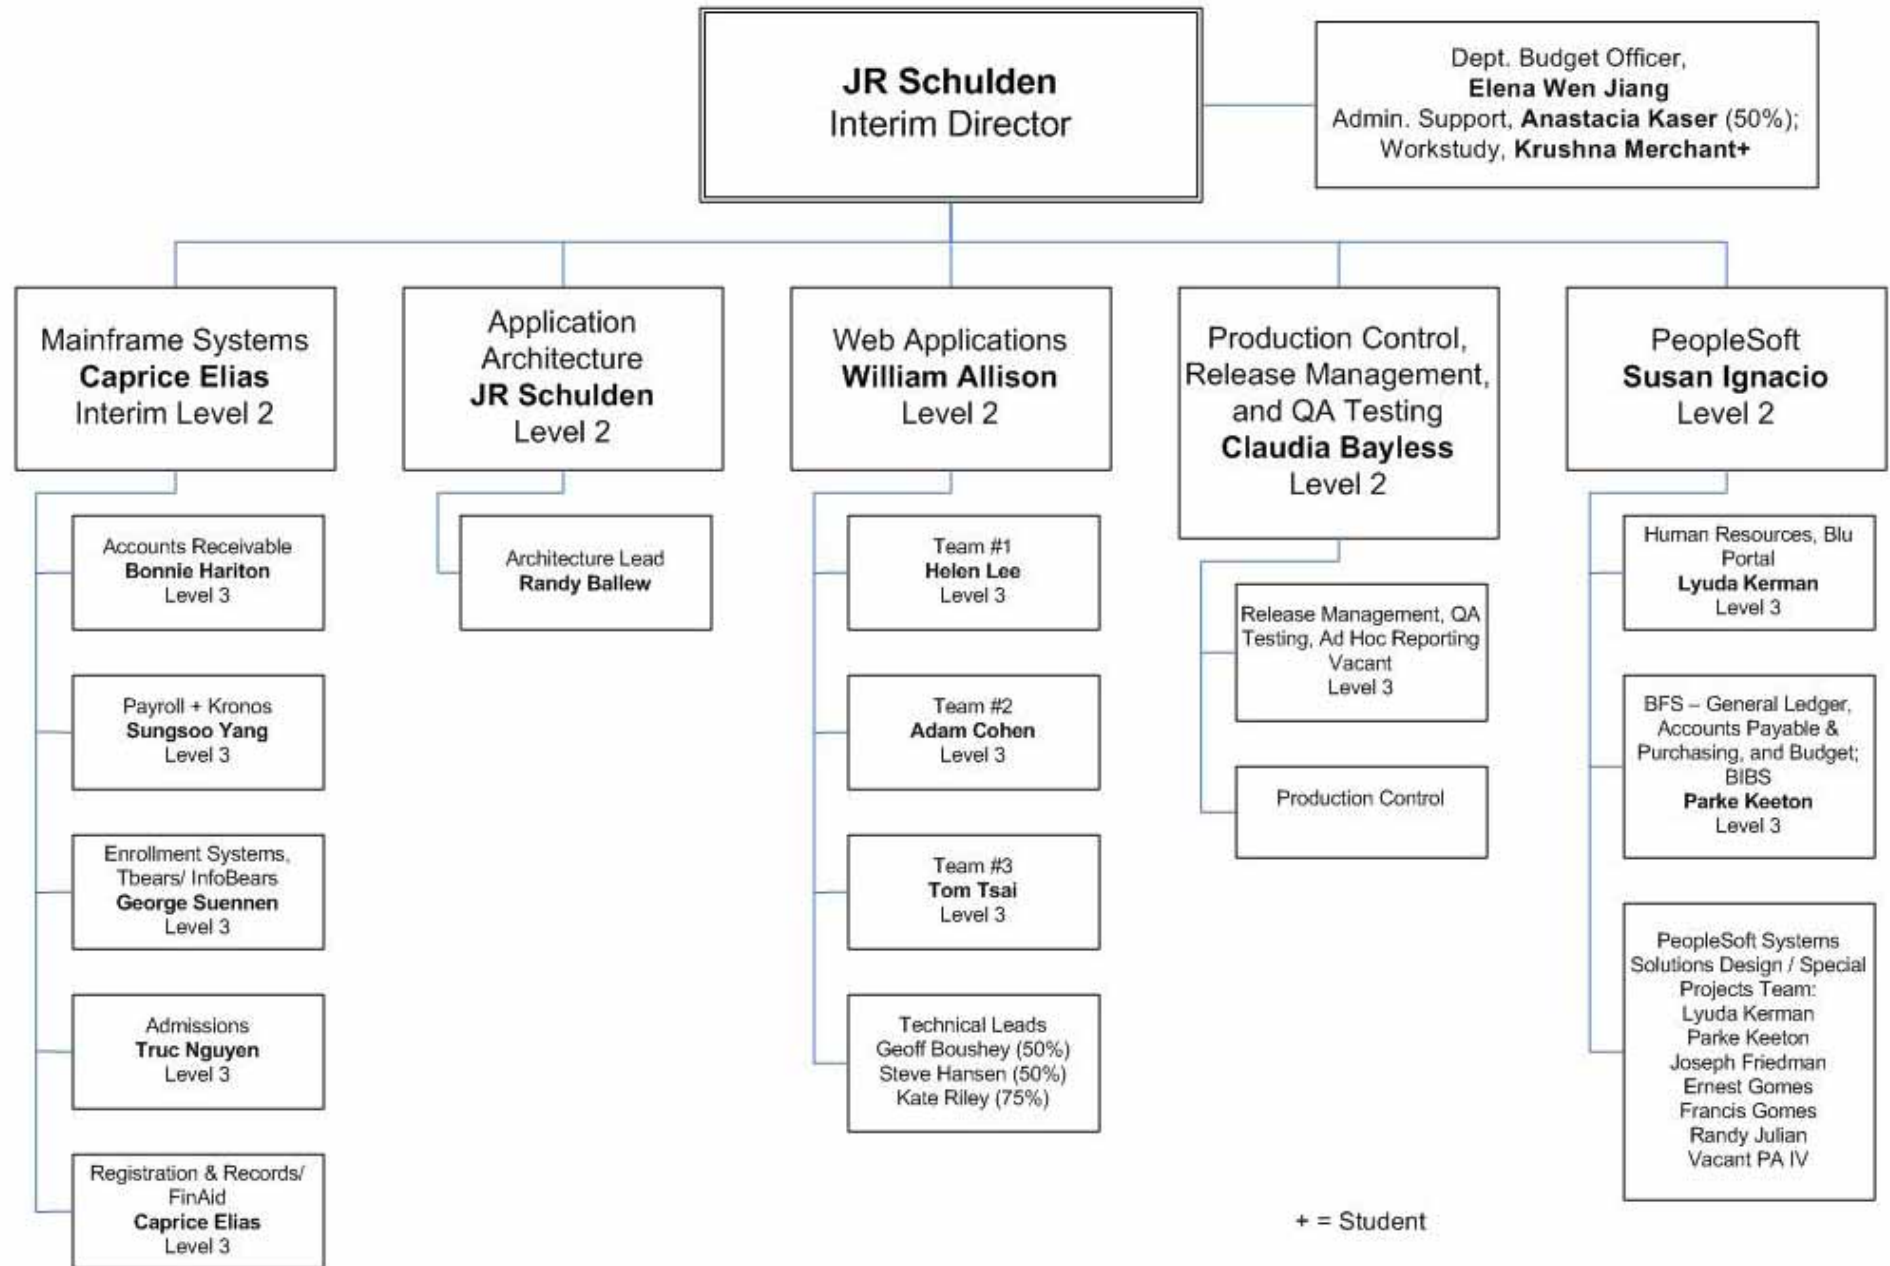 JR Schulden
Interim Director
Dept. Budget Officer,
Elena Wen Jiang
Admin. Support, Anastacia Kaser (50%);
Workstudy, Krushna Merchant+
Mainframe Systems
Caprice Elias
Interim Level 2
Application
Architecture
JR Schulden
Level 2
Web Applications
William Allison
Level 2
Production Control,
Release Management,
and QA Testing
Claudia Bayless
Level 2
PeopleSoft
Susan Ignacio
Level 2
Accounts Receivable
Bonnie Hariton
Level 3
Payroll + Kronos
Sungsoo Yang
Level 3
Enrollment Systems,
Tbears/ InfoBears
George Suennen
Level 3
Admissions
Truc Nguyen
Level 3
Registration & Records/
FinAid
Caprice Elias
Level 3
Architecture Lead
Randy Ballew
Team #1
Helen Lee
Level 3
Team #2
Adam Cohen
Level 3
Team #3
Tom Tsai
Level 3
Technical Leads
Geoff Boushey (50%)
Steve Hansen (50%)
Kate Riley (75%)
Release Management, QA
Testing, Ad Hoc Reporting
Vacant
Level 3
Production Control
Human Resources, Blu
Portal
Lyuda Kerman
Level 3
BFS – General Ledger,
Accounts Payable &
Purchasing, and Budget;
BIBS
Parke Keeton
Level 3
PeopleSoft Systems
Solutions Design / Special
Projects Team:
Lyuda Kerman
Parke Keeton
Joseph Friedman
Ernest Gomes
Francis Gomes
Randy Julian
Vacant PA IV
+ = Student